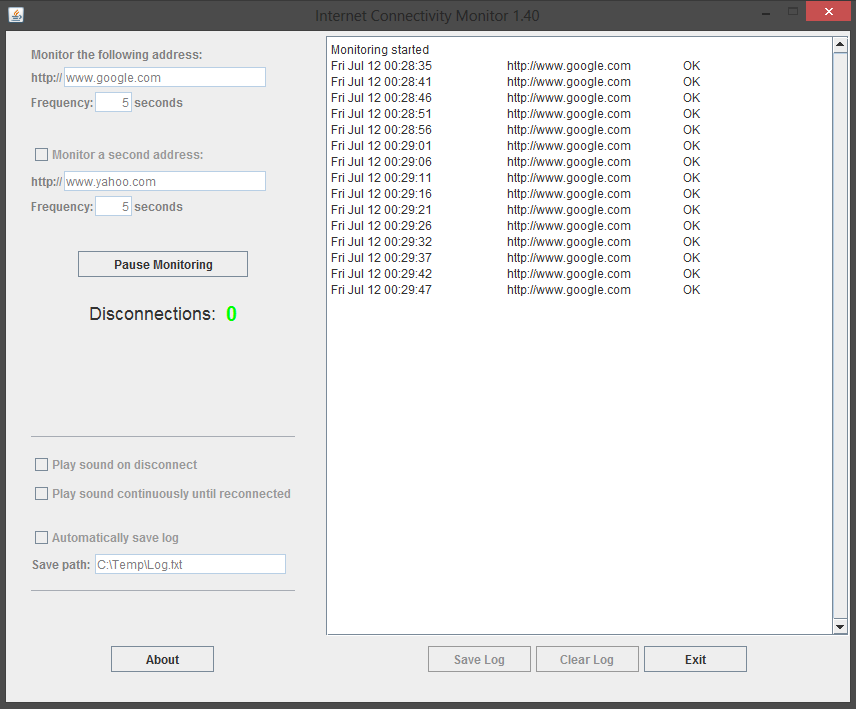 Internet Connectivity Monitor 1.40
Monitor the following address:
http:// www.google.com
Frequency: 5 seconds
Monitor a second address:
http:// www.yahoo.com
Frequency: 5 seconds
Pause Monitoring
Disconnections: 0
Play sound on disconnect
Play sound continuously until reconnected
Automatically save log
Save path: C:\Temp\Log.txt
About
Monitoring started
Fri Jul 12 00:28:35 http://www.google.com OK
Fri Jul 12 00:28:41 http://www.google.com OK
Fri Jul 12 00:28:46 http://www.google.com OK
Fri Jul 12 00:28:51 http://www.google.com OK
Fri Jul 12 00:28:56 http://www.google.com OK
Fri Jul 12 00:29:01 http://www.google.com OK
Fri Jul 12 00:29:06 http://www.google.com OK
Fri Jul 12 00:29:11 http://www.google.com OK
Fri Jul 12 00:29:16 http://www.google.com OK
Fri Jul 12 00:29:21 http://www.google.com OK
Fri Jul 12 00:29:26 http://www.google.com OK
Fri Jul 12 00:29:32 http://www.google.com OK
Fri Jul 12 00:29:37 http://www.google.com OK
Fri Jul 12 00:29:42 http://www.google.com OK
Fri Jul 12 00:29:47 http://www.google.com OK
Save Log Clear Log Exit